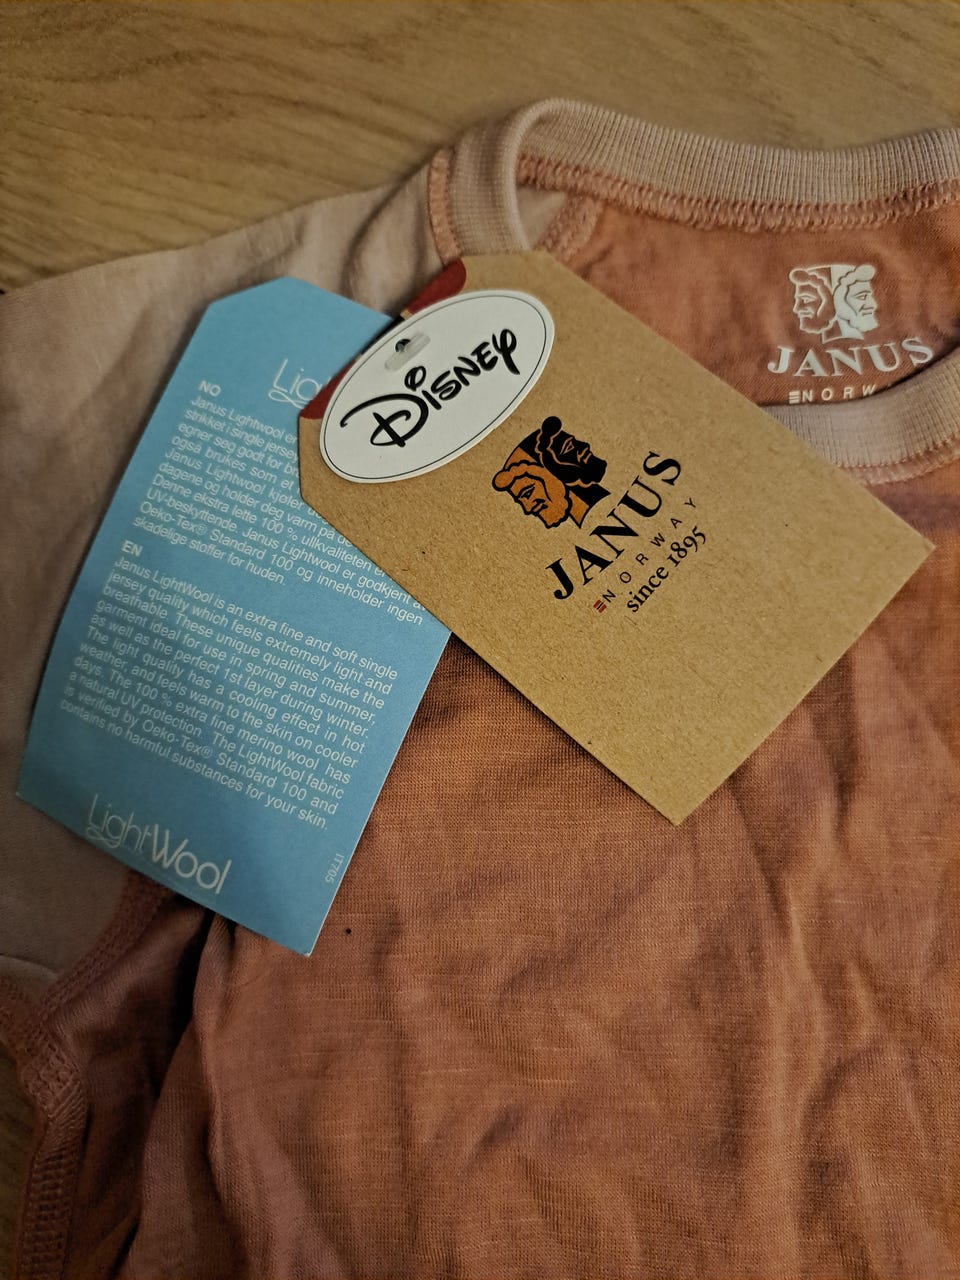 Lig
NO
Janus Lightwool er
strikket i single jersey
egner seg godt for b
også brukes som et
Janus Lightwool kjøler
dagene og holder deg varm på de
Denne ekstra lette 100 % ullkvaliteten er
UV-beskyttende. Janus Lightwool er godkjent a
Oeko-Tex® Standard 100 og inneholder ingen
skadelige stoffer for huden.
EN
Janus LightWool is an extra fine and soft single
jersey quality which feels extremely light and
breathable. These unique qualities make the
garment ideal for use in spring and summer,
as well as the perfect 1st layer during winter.
The light quality has a cooling effect in hot
weather, and feels warm to the skin on cooler
days. The 100 % extra fine merino wool, has
a natural UV protection. The LightWool fabric
is verified by Oeko-Tex® Standard 100 and
contains no harmful substances for your skin.
LightWool
IT705
DISNEY
JANUS
NORWAY
since 1895
JANUS
NORW